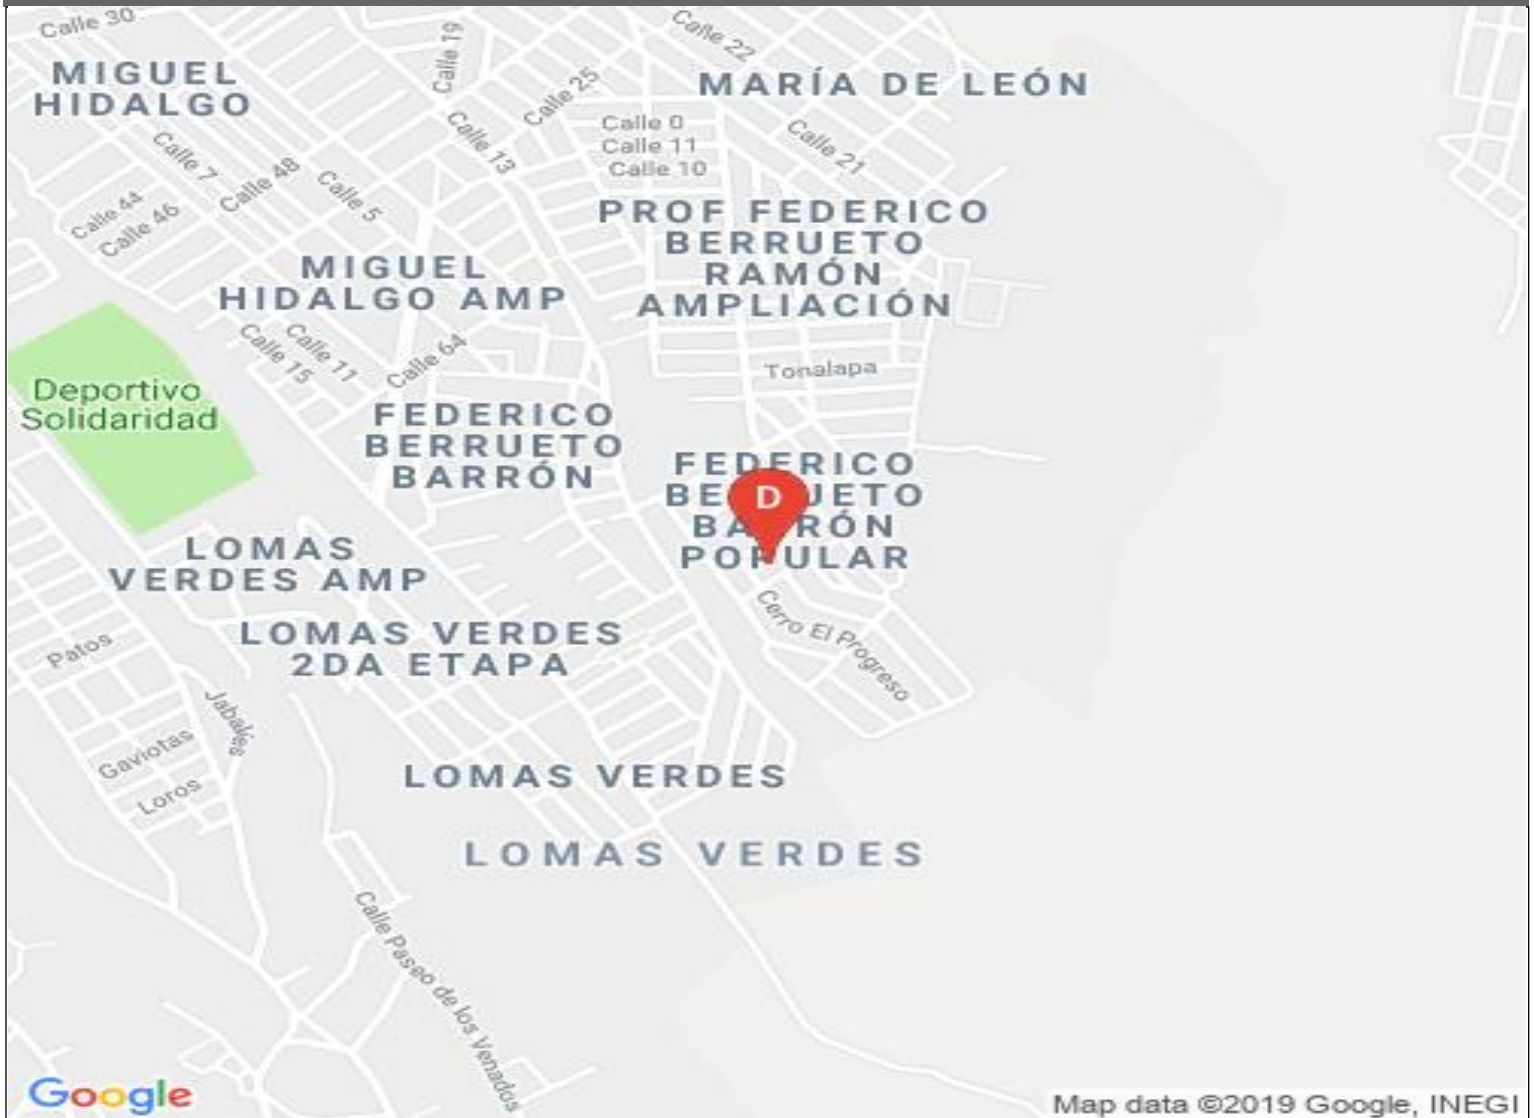 Calle 30
Calle 19
Calle 22
MIGUEL
HIDALGO
Calle 25
MARÍA DE LEÓN
Calle 13
Calle 0
Calle 11
Calle 10
Calle 21
Calle 7
Calle 48
Calle 5
Calle 44
Calle 46
PROF FEDERICO
BERRUETO
RAMÓN
AMPLIACIÓN
MIGUEL
HIDALGO AMP
Calle 15
Calle 11
Calle 64
Tonalapa
Deportivo
Solidaridad
FEDERICO
BERRUETO
BARRÓN
FEDERICO
BERRUETO
BARRÓN
POPULAR
D
LOMAS
VERDES AMP
Cerro El Progreso
LOMAS VERDES
2DA ETAPA
Patos
Jabalíes
Gaviotas
Loros
LOMAS VERDES
LOMAS VERDES
Calle Paseo de los Venados
Google
Map data ©2019 Google, INEGI